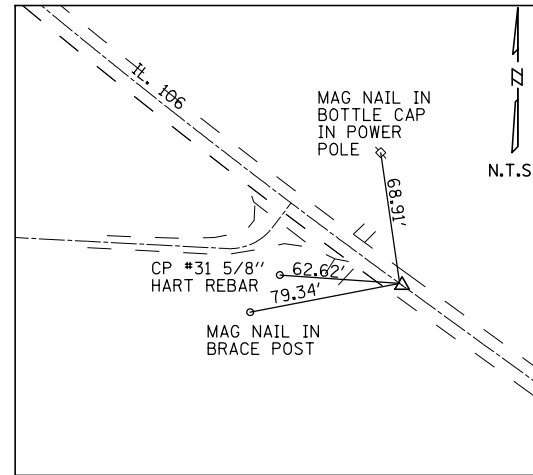 IL. 106
MAG NAIL IN
BOTTLE CAP
IN POWER
POLE
N
N.T.S
68.91'
CP #31 5/8''
HART REBAR
62.62'
79.34'
MAG NAIL IN
BRACE POST